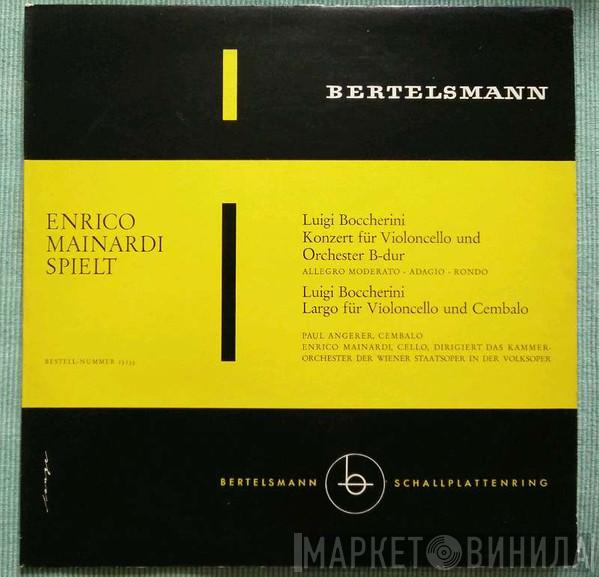 BERTELSMANN
ENRICO
MAINARDI
SPIELT
Luigi Boccherini
Konzert für Violoncello und
Orchester B-dur
ALLEGRO MODERATO - ADAGIO - RONDO
Luigi Boccherini
Largo für Violoncello und Cembalo
PAUL ANGERER, CEMBALO
ENRICO MAINARDI, CELLO, DIRIGIERT DAS KAMMER-
ORCHESTER DER WIENER STAATSOPER IN DER VOLKSOPER
BESTELL-NUMMER
BERTELSMANN b SCHALLPLATTENRING
МАРКЕТ ВИНИЛА